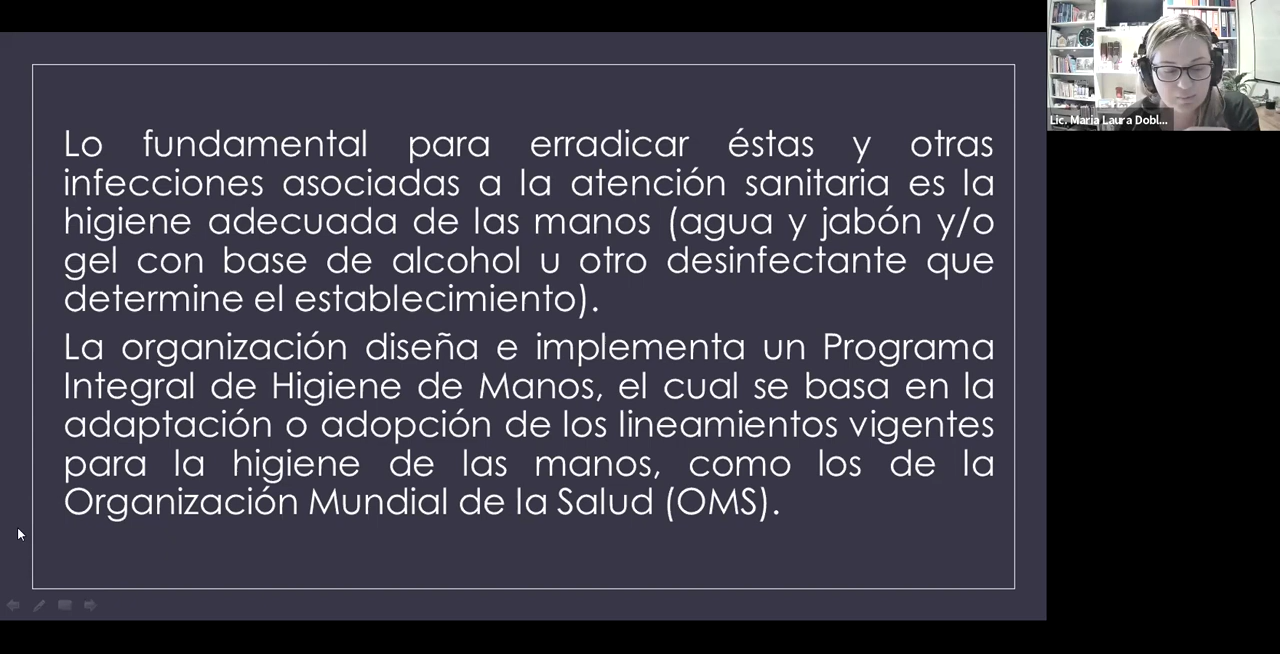 Lo fundamental para erradicar éstas y otras
infecciones asociadas a la atención sanitaria es la
higiene adecuada de las manos (agua y jabón y/o
gel con base de alcohol u otro desinfectante que
determine el establecimiento).
La organización diseña e implementa un Programa
Integral de Higiene de Manos, el cual se basa en la
adaptación o adopción de los lineamientos vigentes
para la higiene de las manos, como los de la
Organización Mundial de la Salud (OMS).
Lic. Maria Laura Dobl...